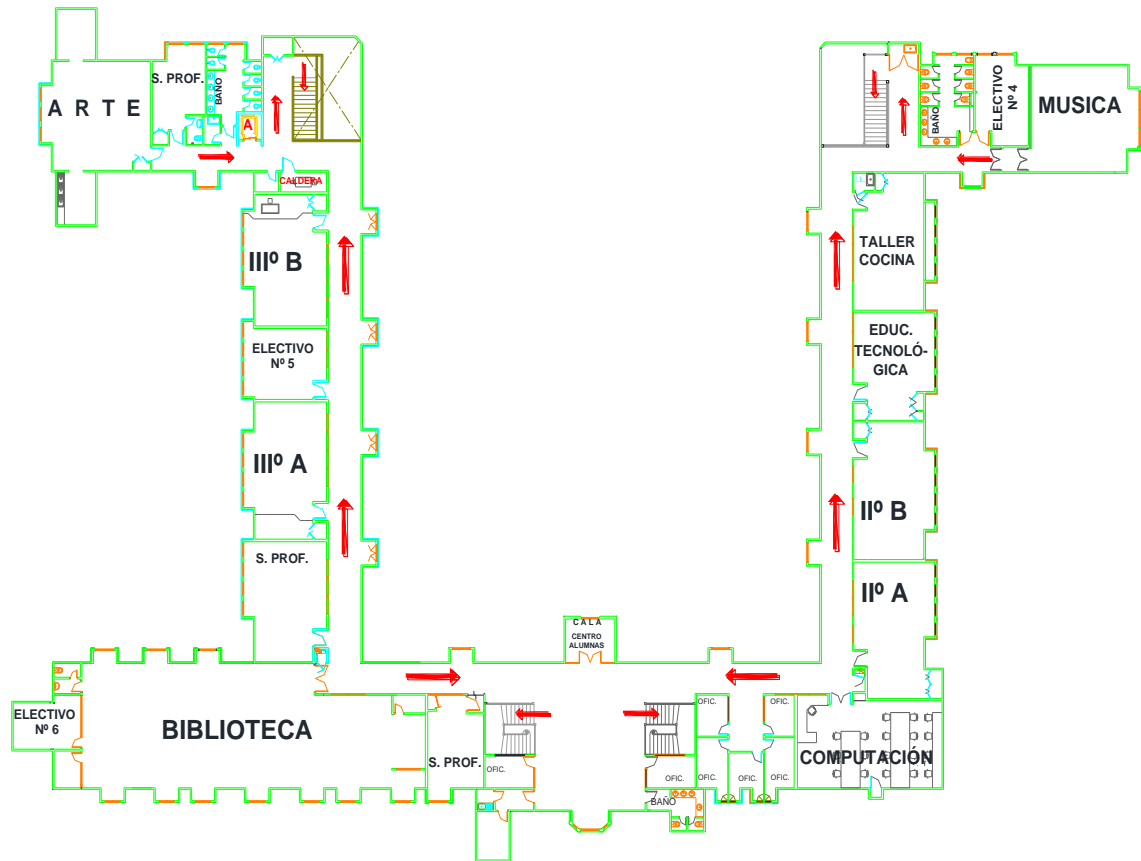 A R T E
S. PROF.
BAÑO
A
CALDERA
BAÑO
ELECTIVO
Nº 4
MUSICA
IIIº B
TALLER
COCINA
ELECTIVO
Nº 5
EDUC.
TECNOLÓ-
GICA
IIIº A
IIº B
S. PROF.
IIº A
C A L A
CENTRO
ALUMNAS
ELECTIVO
Nº 6
BIBLIOTECA
S. PROF.
OFIC.
OFIC.
OFIC.
COMPUTACIÓN
OFIC.
OFIC.
OFIC.
OFIC.
BAÑO